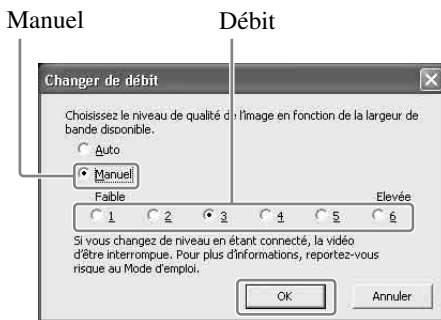 Manuel Débit
Changer de débit
Choisissez le niveau de qualité de l'image en fonction de la largeur de
bande disponible.
Auto
Manuel
Faible Elevée
1 2 3 4 5 6
Si vous changez de niveau en étant connecté, la vidéo
d'être interrompue. Pour plus d'informations, reportez-vous
risque au Mode d'emploi.
OK Annuler